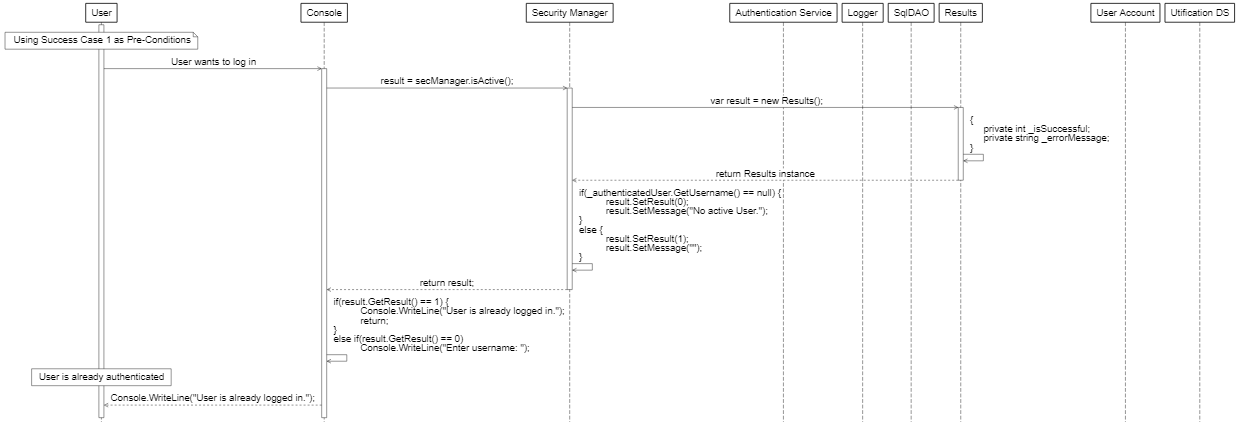 User
Console
Security Manager
Authentication Service
Logger
SqlDAO
Results
User Account
Utification DS
Using Success Case 1 as Pre-Conditions
User wants to log in
result = secManager.isActive();
var result = new Results();
{
private int _isSuccessful;
private string _errorMessage;
}
return Results instance
if(_authenticatedUser.GetUsername() == null) {
result.SetResult(0);
result.SetMessage("No active User.");
}
else {
result.SetResult(1);
result.SetMessage("");
}
return result;
if(result.GetResult() == 1) {
Console.WriteLine("User is already logged in.");
return;
}
else if(result.GetResult() == 0)
Console.WriteLine("Enter username: ");
User is already authenticated
Console.WriteLine("User is already logged in.");